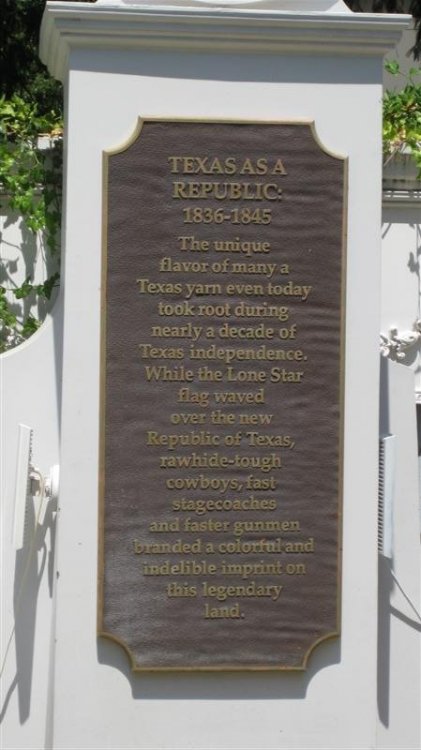 TEXAS AS A
REPUBLIC:
1836-1845
The unique
flavor of many a
Texas yarn even today
took root during
nearly a decade of
Texas independence.
While the Lone Star
flag waved
over the new
Republic of Texas,
rawhide-tough
cowboys, fast
stagecoaches
and faster gunmen
branded a colorful and
indelible imprint on
this legendary
land.